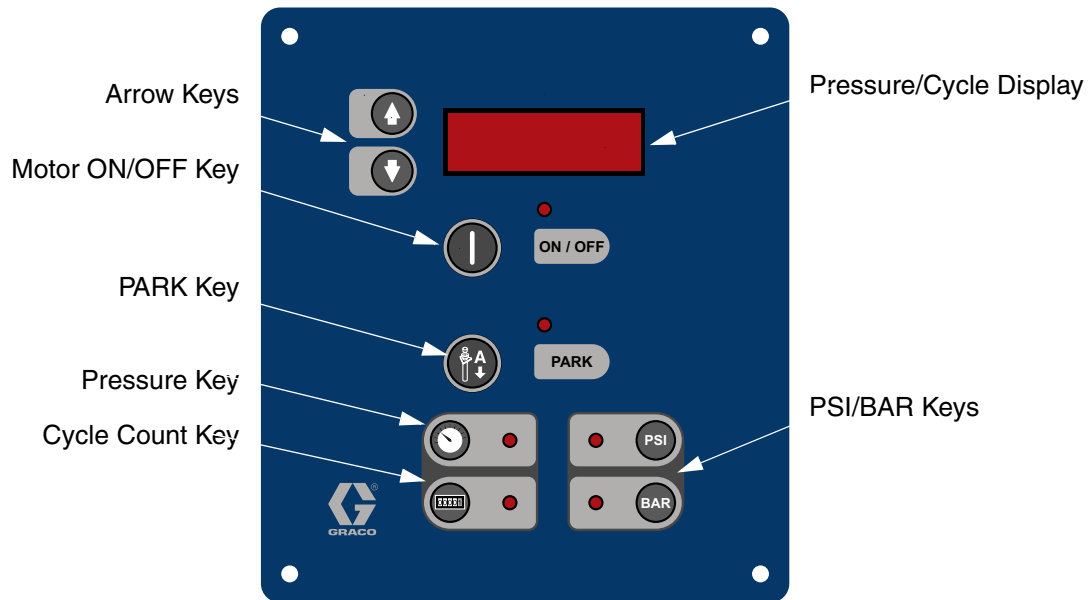 Arrow Keys
Pressure/Cycle Display
Motor ON/OFF Key
ON / OFF
PARK Key
A
PARK
Pressure Key
PSI/BAR Keys
Cycle Count Key
PSI
BAR
®
GRACO